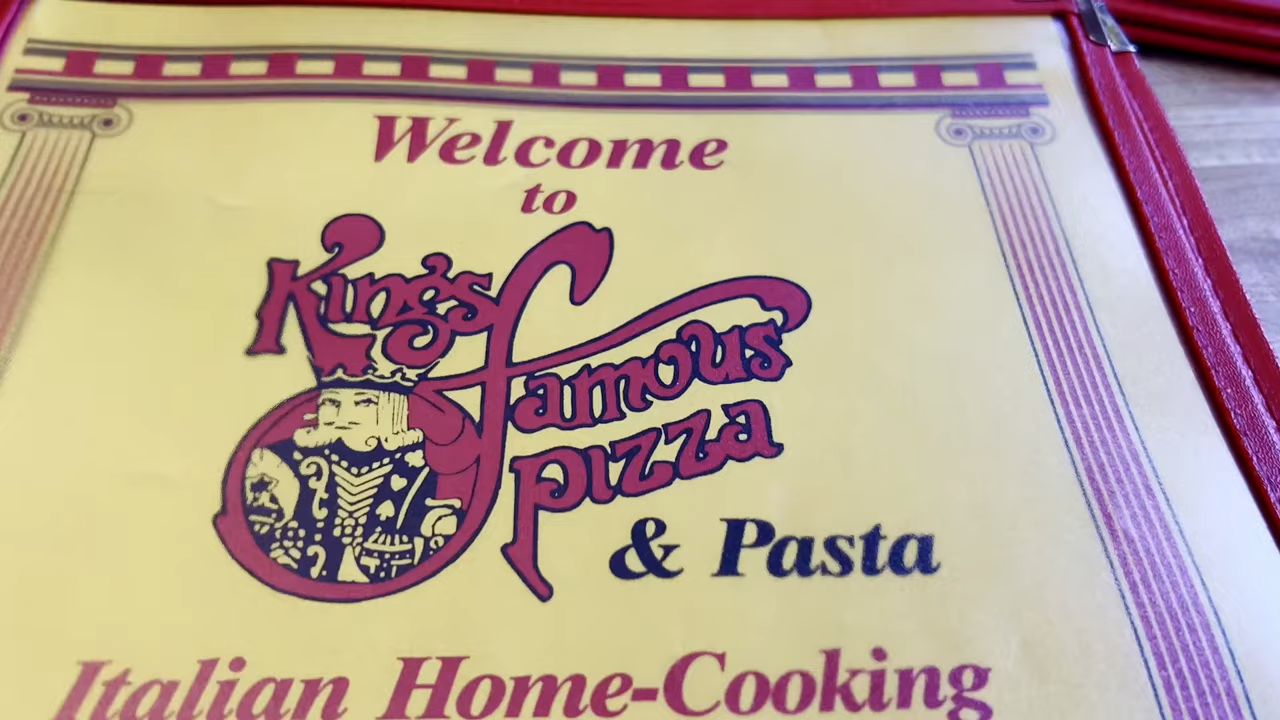 Welcome
to
King's
famous
pizza
& Pasta
Italian Home-Cooking